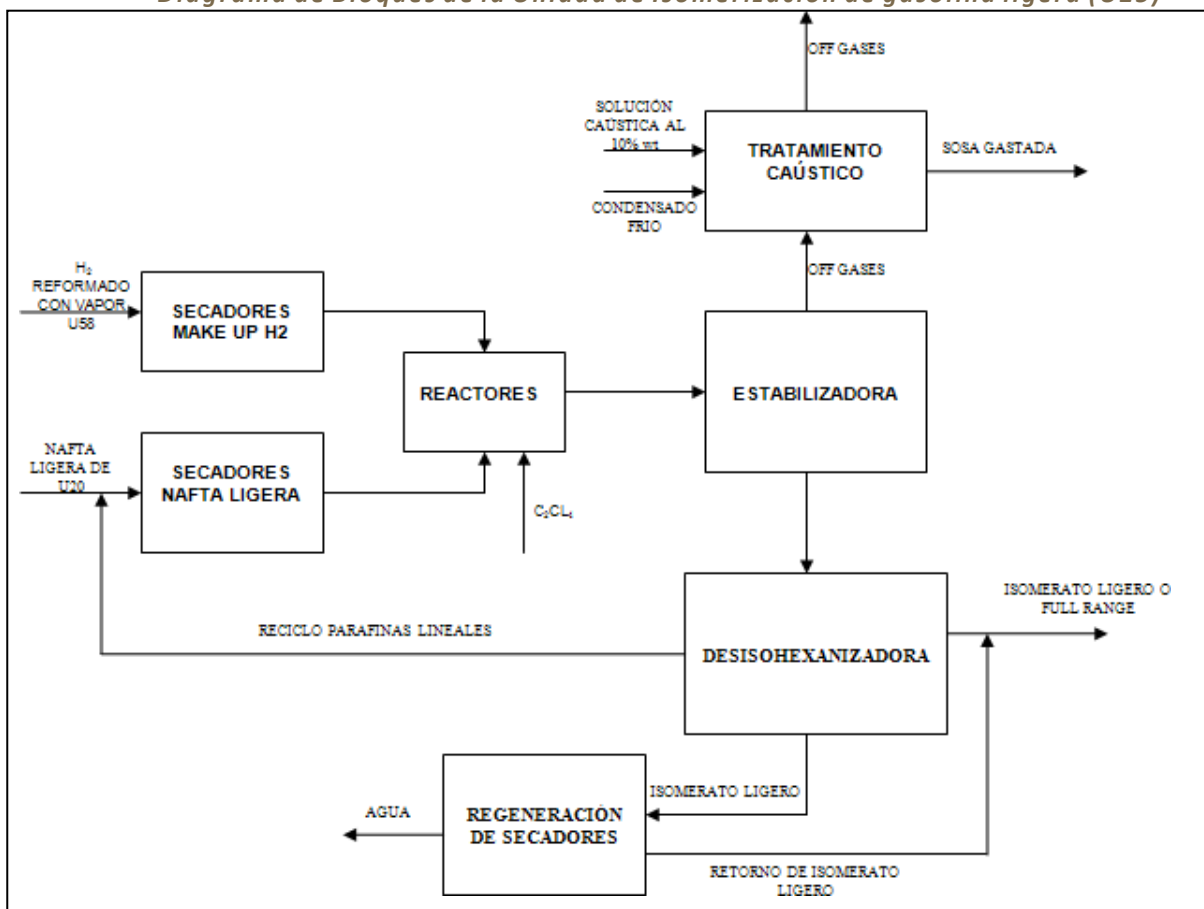 Diagrama de Bloques de la Unidad de Isomerización de gasolina ligera
OFF GASES
SOLUCIÓN
CAÚSTICA AL
10% wt
TRATAMIENTO
CAÚSTICO
SOSA GASTADA
CONDENSADO
FRIO
OFF GASES
H₂
REFORMADO
CON VAPOR
U58
SECADORES
MAKE UP H2
REACTORES
ESTABILIZADORA
NAFTA
LIGERA DE
U20
SECADORES
NAFTA LIGERA
C₂CL₄
ISOMERATO LIGERO O
FULL RANGE
RECICLO PARAFINAS LINEALES
DESISOHEXANIZADORA
ISOMERATO LIGERO
AGUA
REGENERACIÓN
DE SECADORES
RETORNO DE ISOMERATO
LIGERO